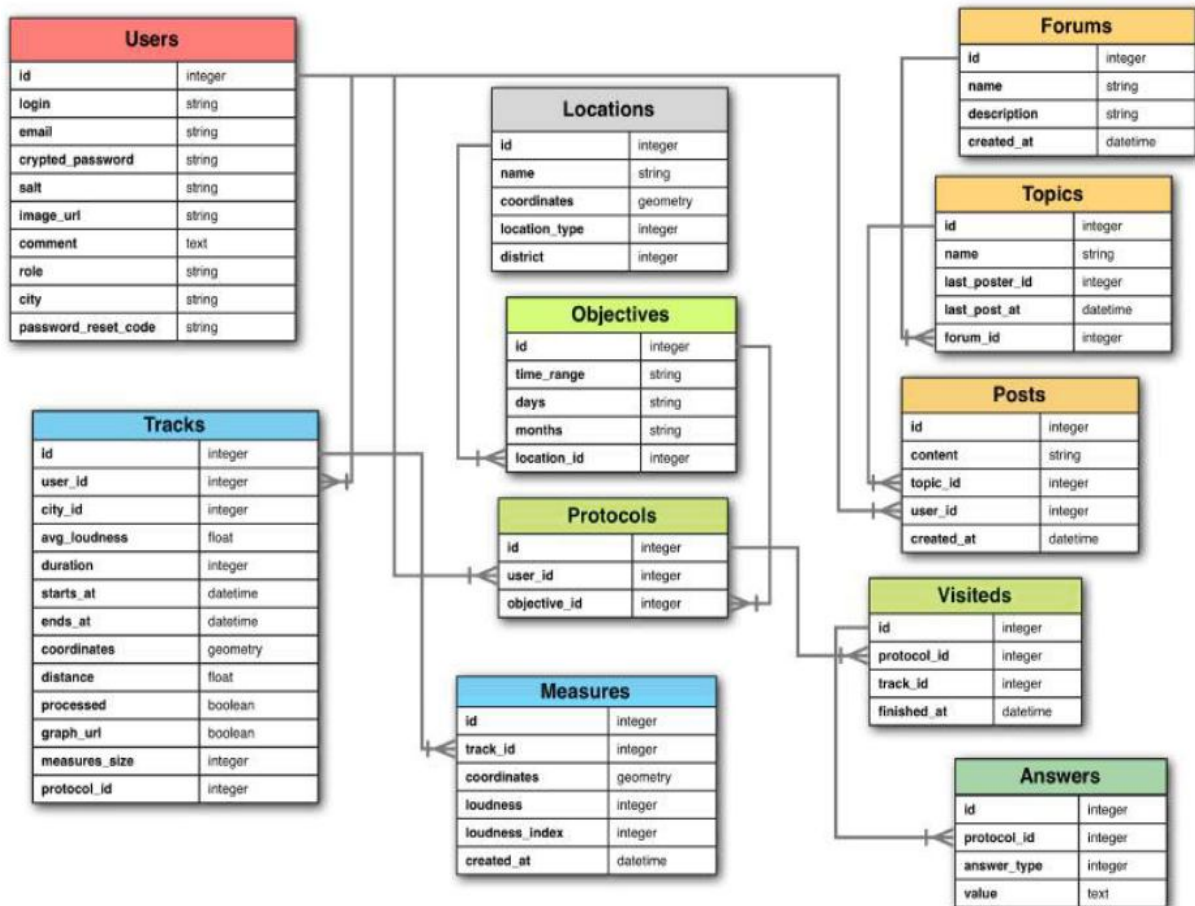 Users
id integer
login string
email string
crypted_password string
salt string
image_url string
comment text
role string
city string
password_reset_code string
Tracks
id integer
user_id integer
city_id integer
avg_loudness float
duration integer
starts_at datetime
ends_at datetime
coordinates geometry
distance float
processed boolean
graph_url boolean
measures_size integer
protocol_id integer
Locations
id integer
name string
coordinates geometry
location_type integer
district integer
Objectives
id integer
time_range string
days string
months string
location_id integer
Protocols
id integer
user_id integer
objective_id integer
Measures
id integer
track_id integer
coordinates geometry
loudness integer
loudness_index integer
created_at datetime
Forums
id integer
name string
description string
created_at datetime
Topics
id integer
name string
last_poster_id integer
last_post_at datetime
forum_id integer
Posts
id integer
content string
topic_id integer
user_id integer
created_at datetime
Visiteds
id integer
protocol_id integer
track_id integer
finished_at datetime
Answers
id integer
protocol_id integer
answer_type integer
value text